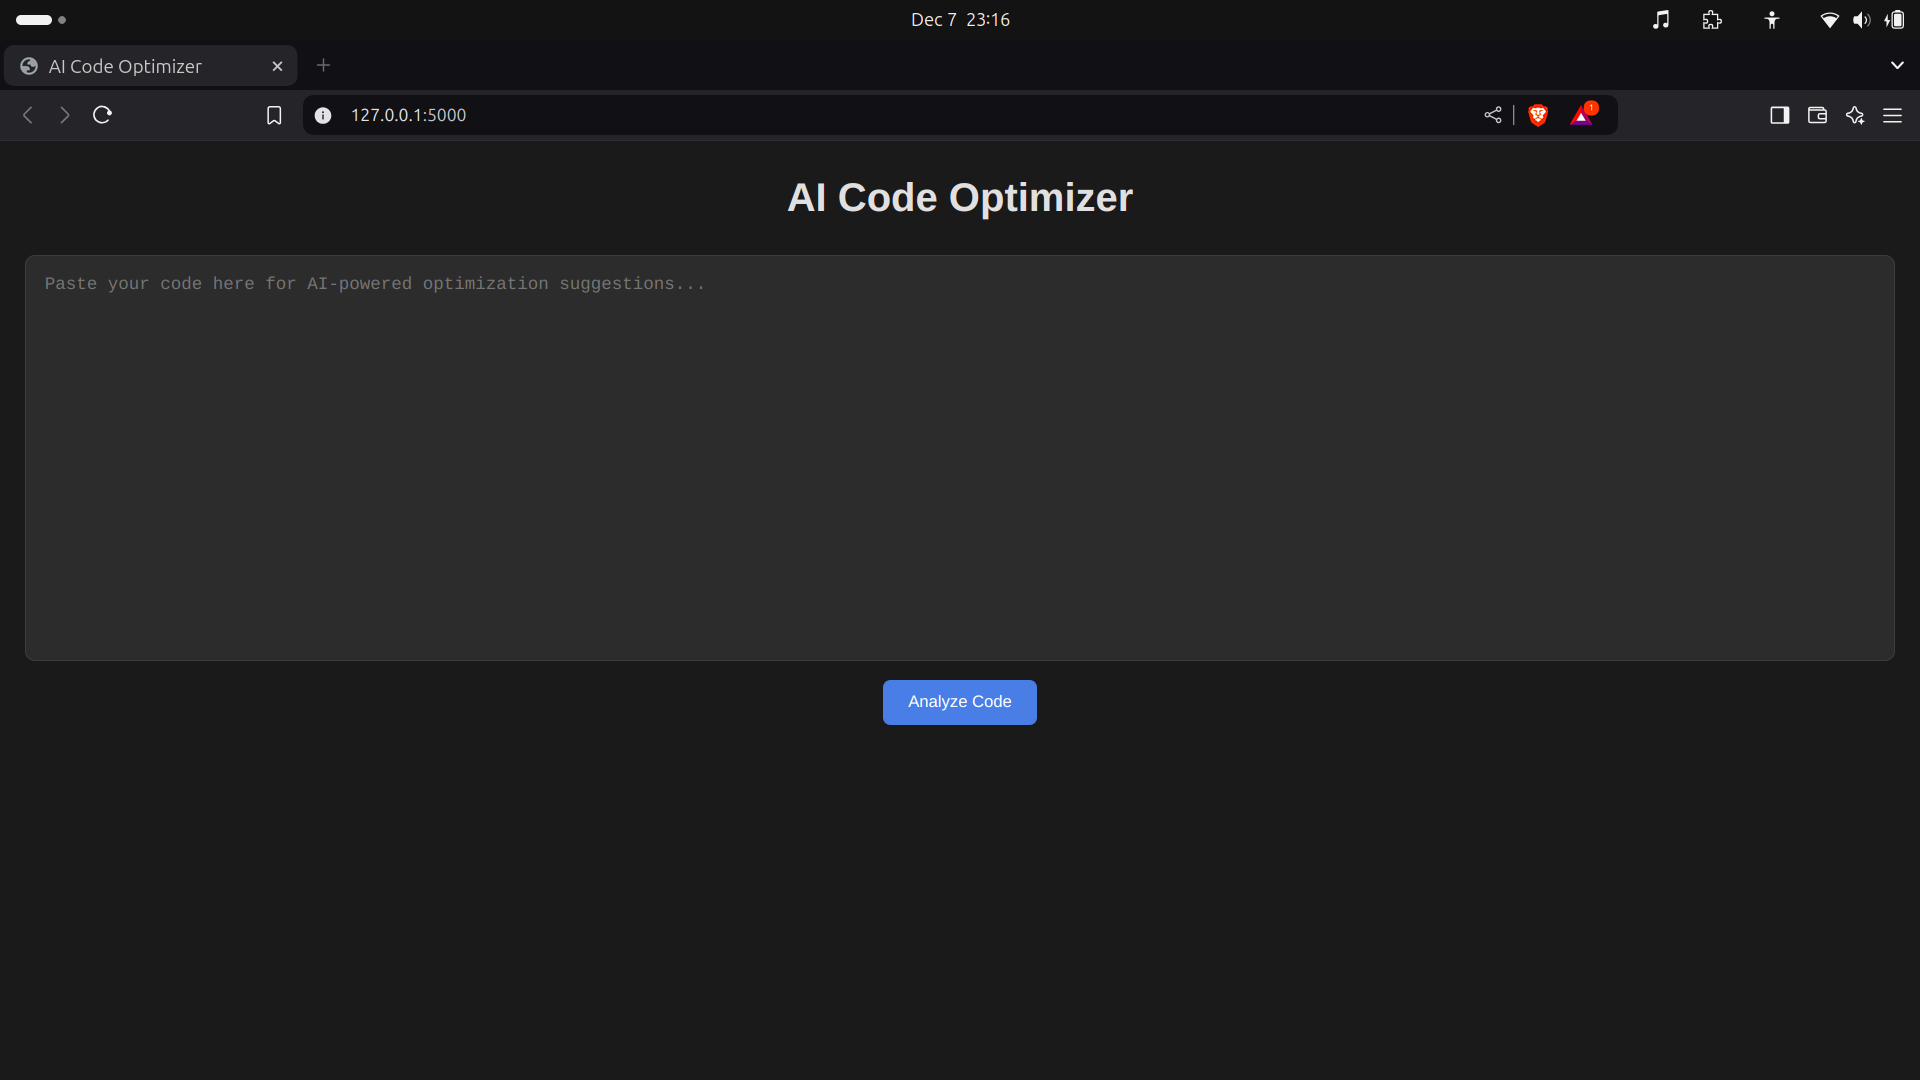 Dec 7 23:16
AI Code Optimizer
127.0.0.1:5000
1
AI Code Optimizer
Paste your code here for AI-powered optimization suggestions...
Analyze Code